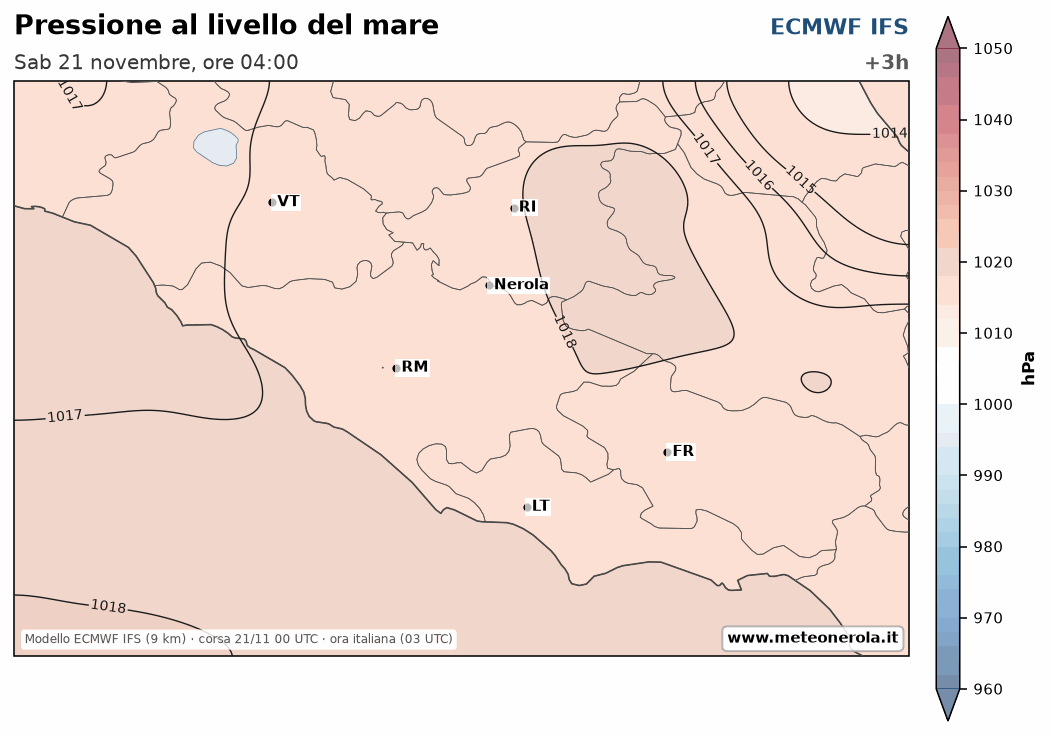 Pressione al livello del mare
ECMWF IFS
Sab 21 novembre, ore 04:00
+3h
1017
1014
1017
1016
1015
VT
RI
Nerola
1018
RM
1017
FR
LT
1018
Modello ECMWF IFS (9 km) · corsa 21/11 00 UTC · ora italiana (03 UTC)
www.meteonerola.it
1050
1040
1030
1020
1010
1000
990
980
970
960
hPa